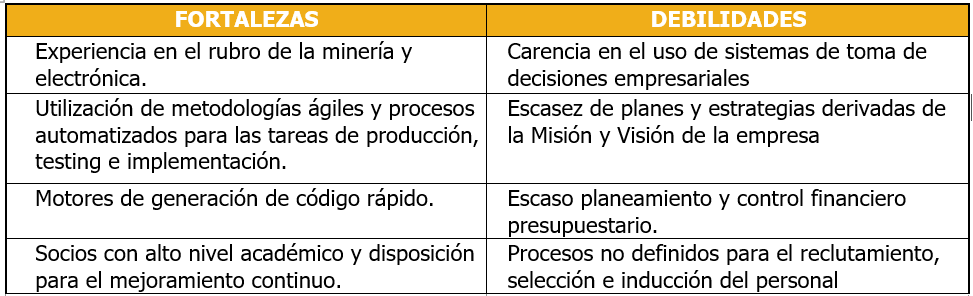 FORTALEZAS
DEBILIDADES
Experiencia en el rubro de la minería y
electrónica.
Carencia en el uso de sistemas de toma de
decisiones empresariales
Utilización de metodologías ágiles y procesos
automatizados para las tareas de producción,
testing e implementación.
Escasez de planes y estrategias derivadas de
la Misión y Visión de la empresa
Motores de generación de código rápido.
Escaso planeamiento y control financiero
presupuestario.
Socios con alto nivel académico y disposición
para el mejoramiento continuo.
Procesos no definidos para el reclutamiento,
selección e inducción del personal